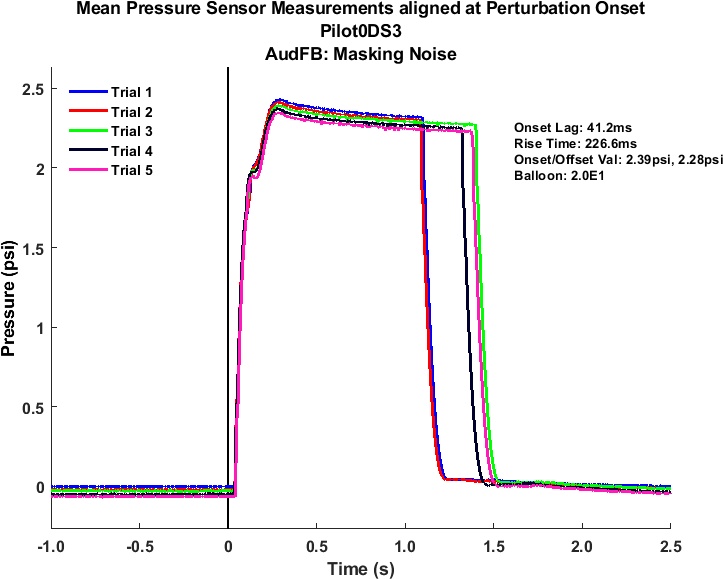 Mean Pressure Sensor Measurements aligned at Perturbation Onset
Pilot0DS3
AudFB: Masking Noise
Trial 1
Trial 2
Trial 3
Trial 4
Trial 5
Onset Lag: 41.2ms
Rise Time: 226.6ms
Onset/Offset Val: 2.39psi, 2.28psi
Balloon: 2.0E1
Pressure (psi)
2.5
2
1.5
1
0.5
0
-1.0 -0.5 0 0.5 1.0 1.5 2.0 2.5
Time (s)